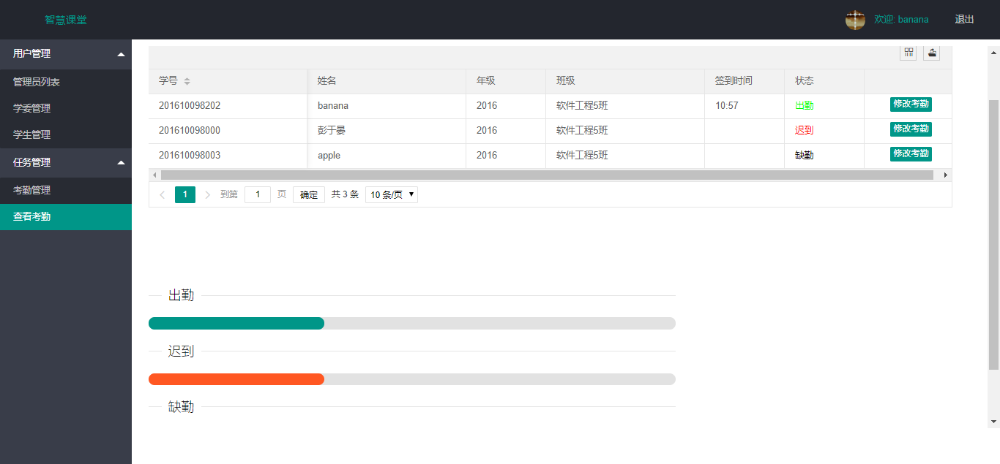 智慧课堂
欢迎: banana 退出
用户管理
管理员列表
学委管理
学生管理
任务管理
考勤管理
查看考勤
学号 姓名 年级 班级 签到时间 状态
201610098202 banana 2016 软件工程5班 10:57 出勤 修改考勤
201610098000 彭于晏 2016 软件工程5班 迟到 修改考勤
201610098003 apple 2016 软件工程5班 缺勤 修改考勤
1 到第 1 页 确定 共 3 条 10 条/页
出勤
迟到
缺勤